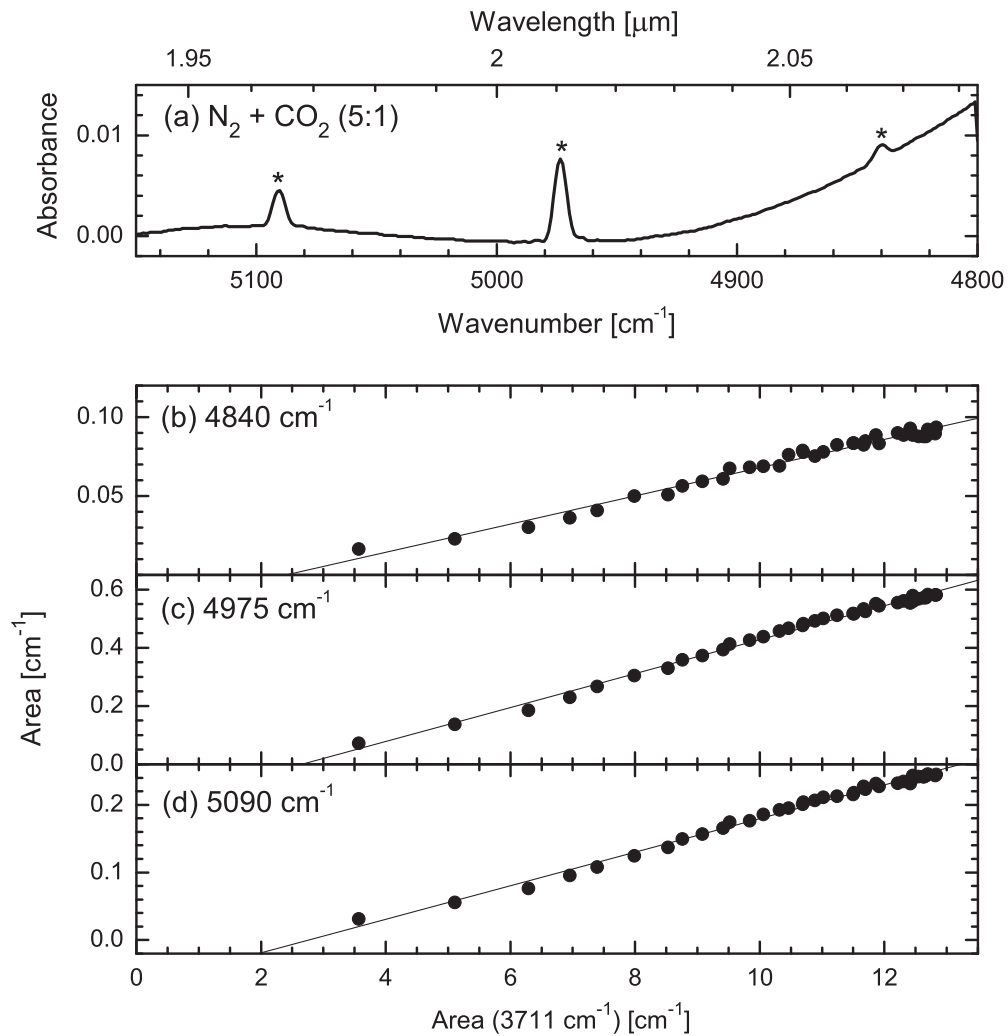 Wavelength [μm]
1.95 2 2.05
(a) N₂ + CO₂ (5:1)
* * *
Absorbance
0.01
0.00
5100 5000 4900 4800
Wavenumber [cm⁻¹]
(b) 4840 cm⁻¹
0.10
0.05
(c) 4975 cm⁻¹
0.6
0.4
0.2
0.0
Area [cm⁻¹]
(d) 5090 cm⁻¹
0.2
0.1
0.0
0 2 4 6 8 10 12
Area (3711 cm⁻¹) [cm⁻¹]